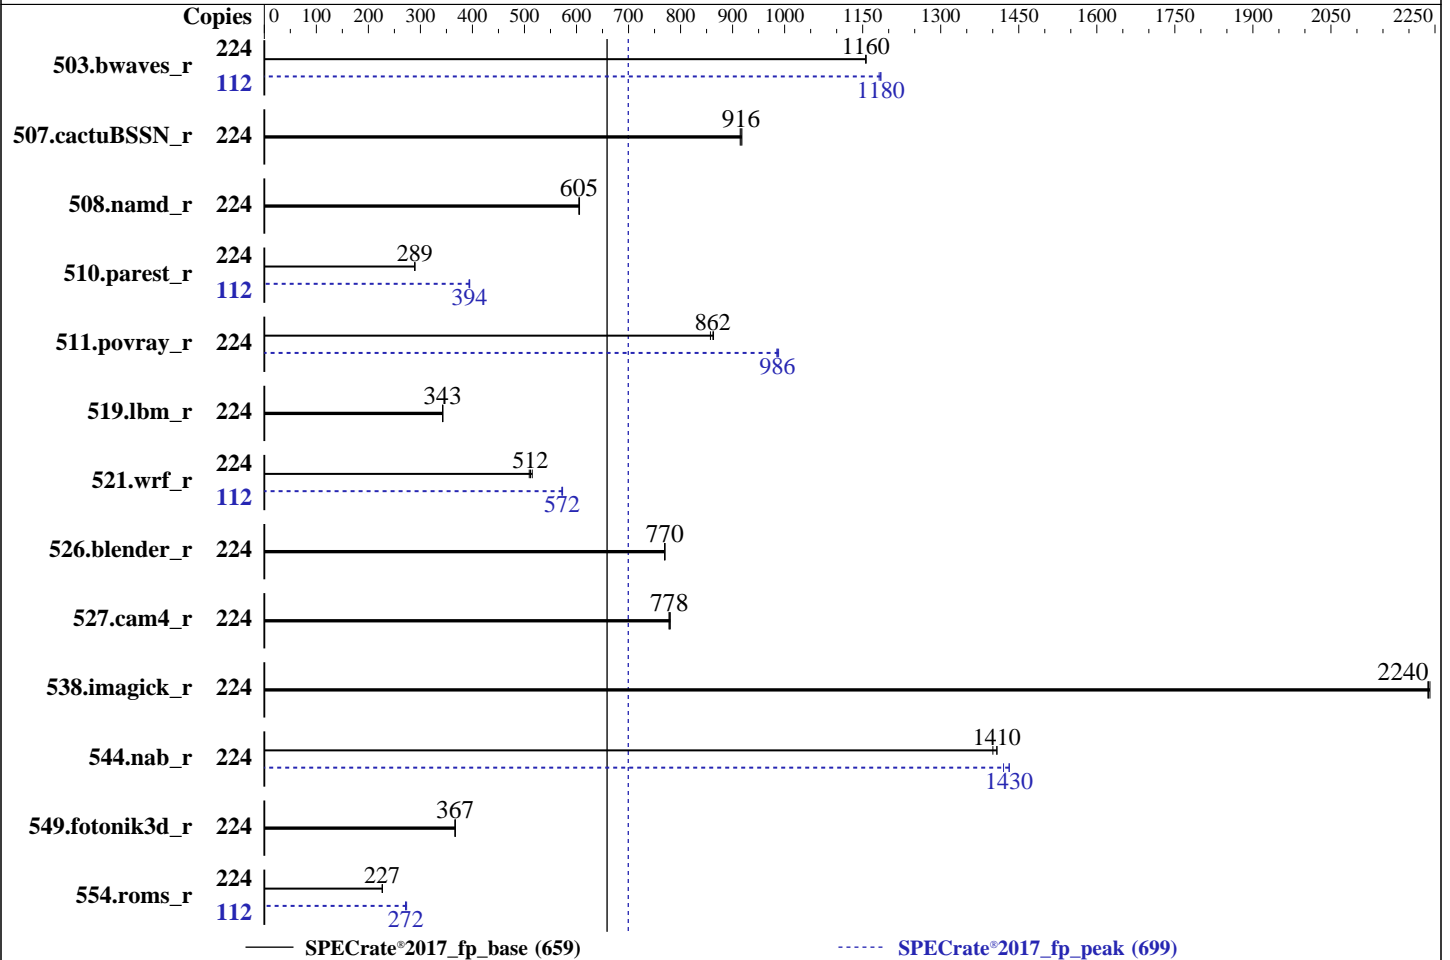 Copies 0 100 200 300 400 500 600 700 800 900 1000 1150 1300 1450 1600 1750 1900 2050 2250
503.bwaves_r 224 1160
112 1180
507.cactuBSSN_r 224 916
508.namd_r 224 605
510.parest_r 224 289
112 394
511.povray_r 224 862
986
519.lbm_r 224 343
521.wrf_r 224 512
112 572
526.blender_r 224 770
527.cam4_r 224 778
538.imagick_r 224 2240
544.nab_r 224 1410
1430
549.fotonik3d_r 224 367
554.roms_r 224 227
112 272
SPECrate®2017_fp_base (659) SPECrate®2017_fp_peak (699)